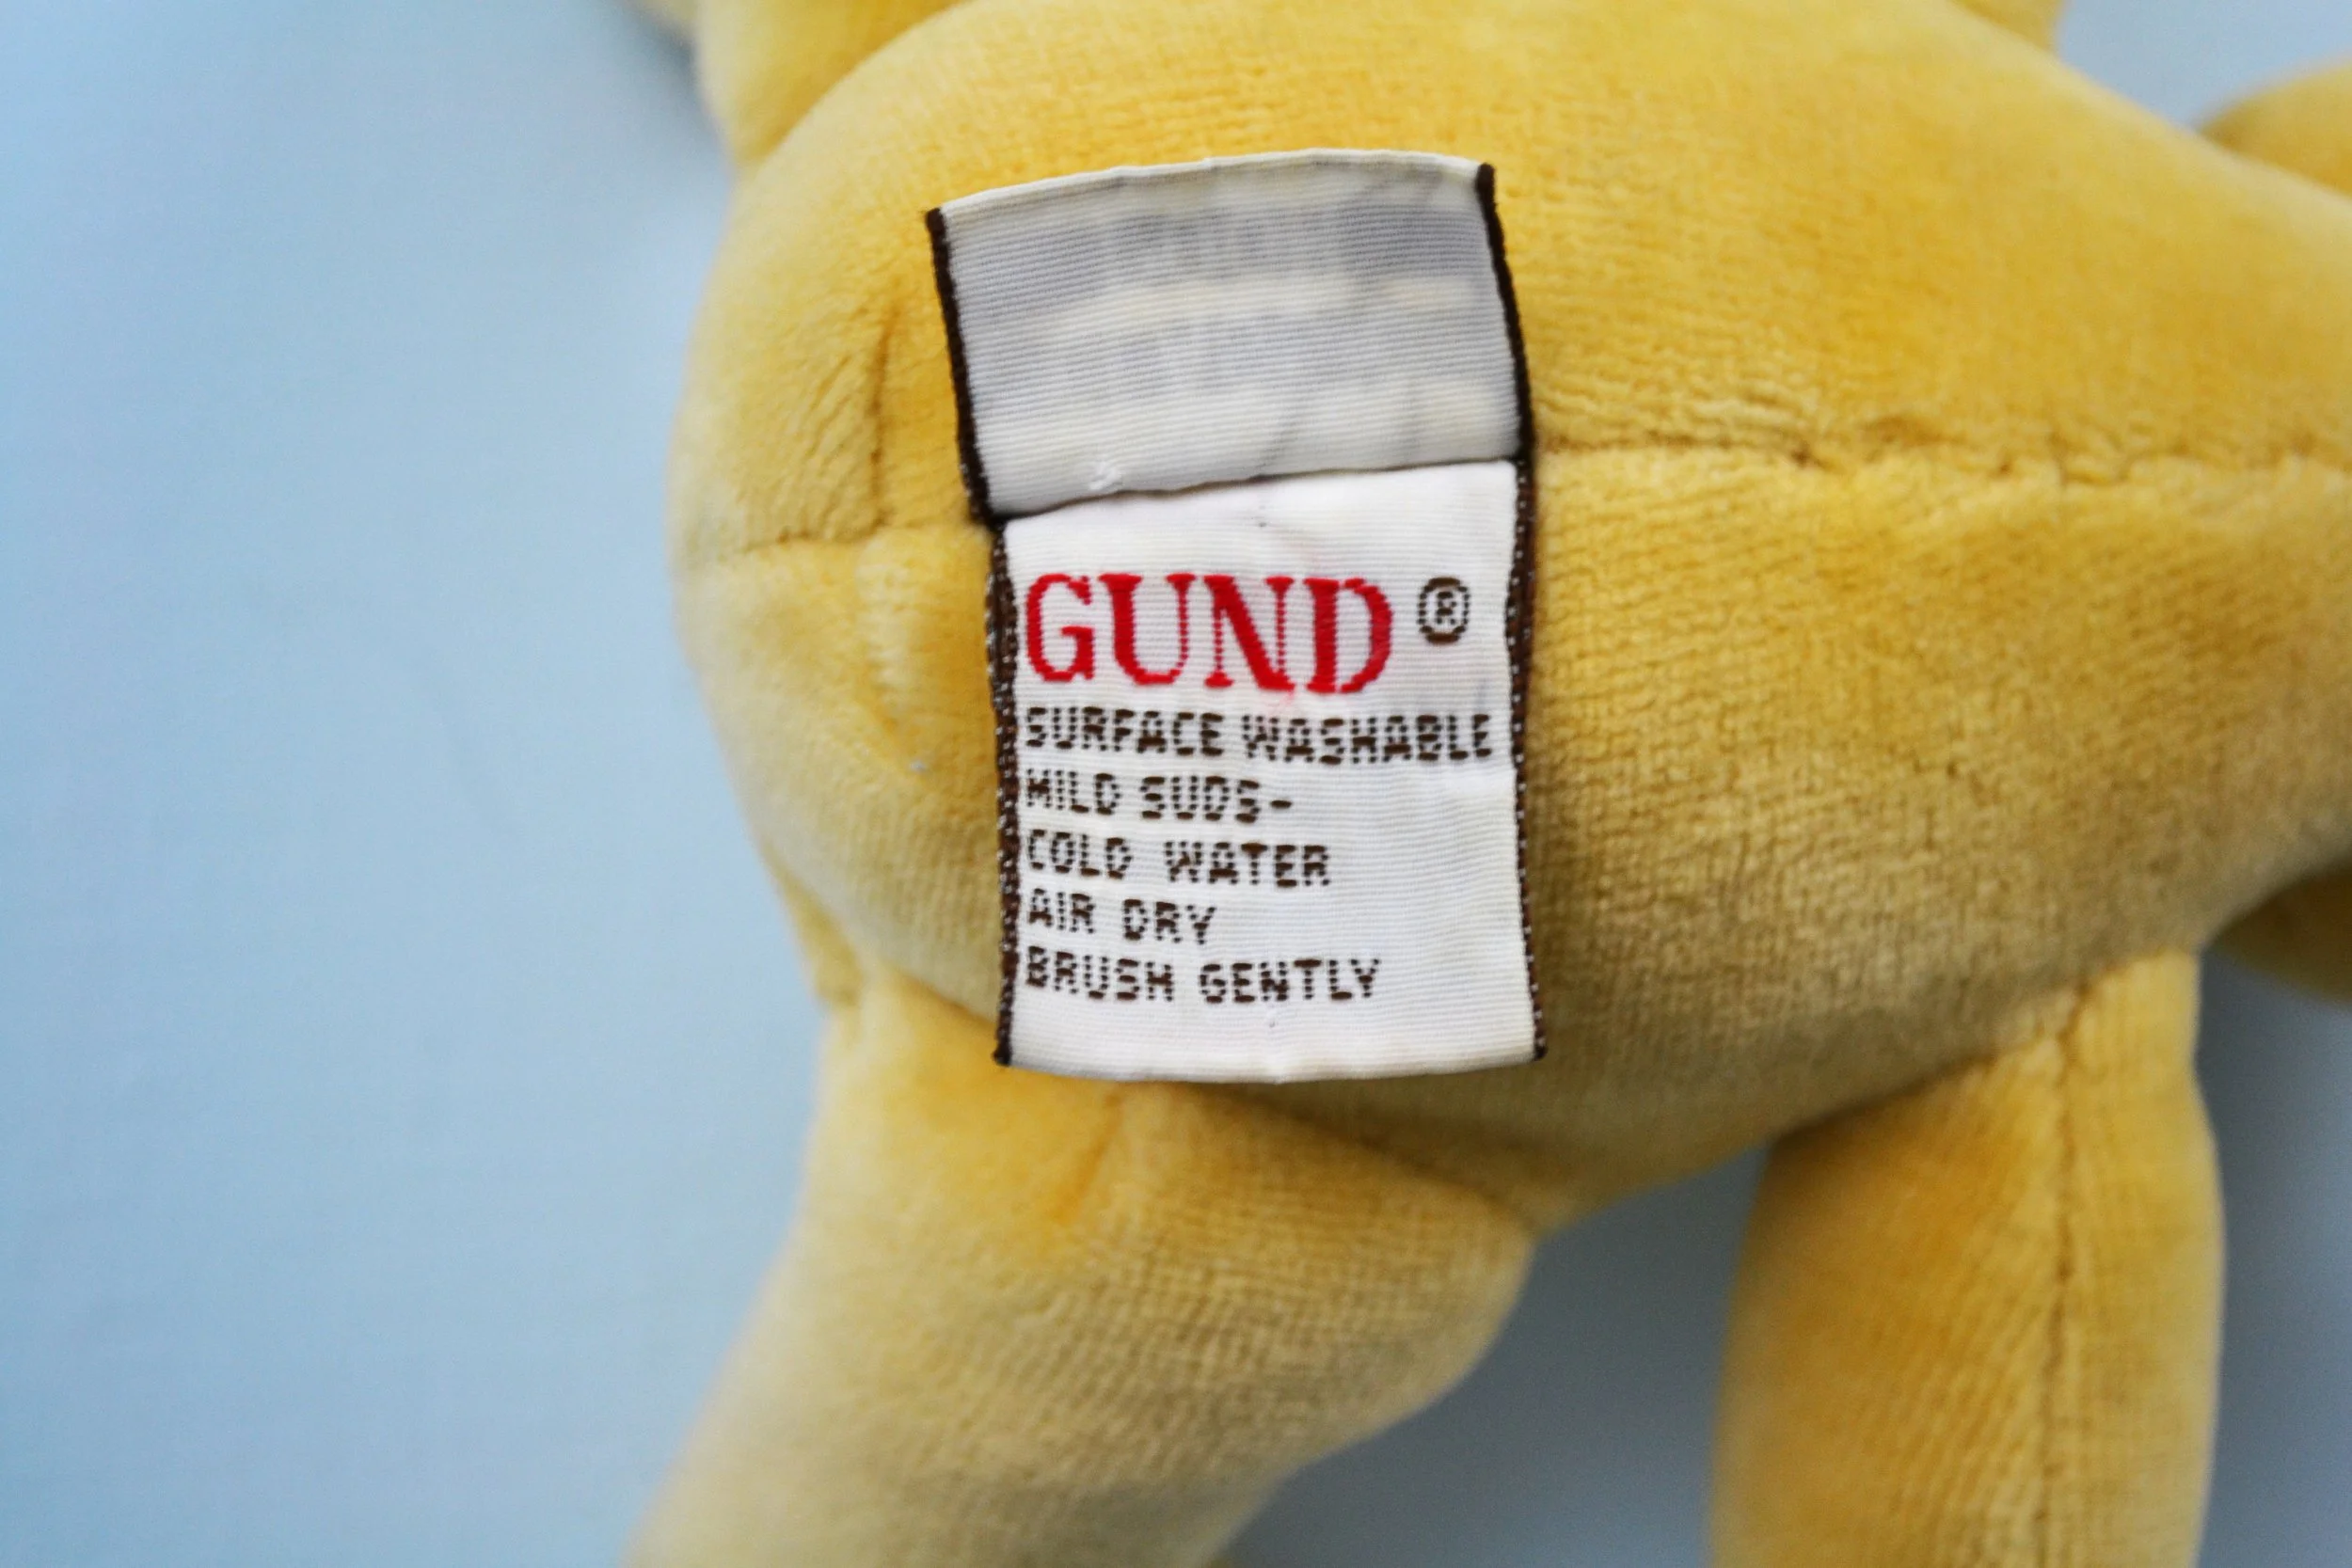 GUND ®
SURFACE WASHABLE
MILD SUDS-
COLD WATER
AIR DRY
BRUSH GENTLY